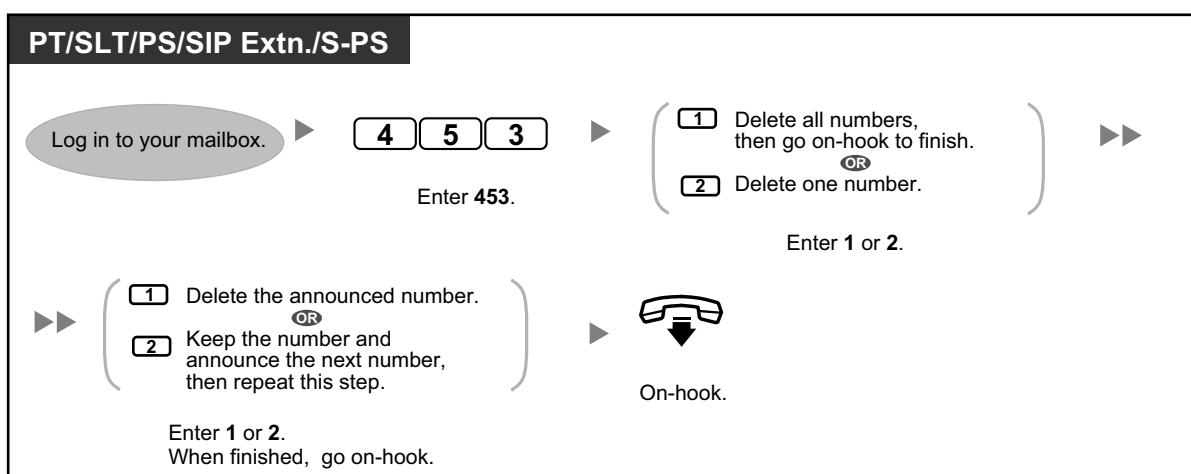 PT/SLT/PS/SIP Extn./S-PS
Log in to your mailbox.
4 5 3
Enter 453.
1 Delete all numbers,
then go on-hook to finish.
OR
2 Delete one number.
Enter 1 or 2.
1 Delete the announced number.
OR
2 Keep the number and
announce the next number,
then repeat this step.
Enter 1 or 2.
When finished, go on-hook.
On-hook.